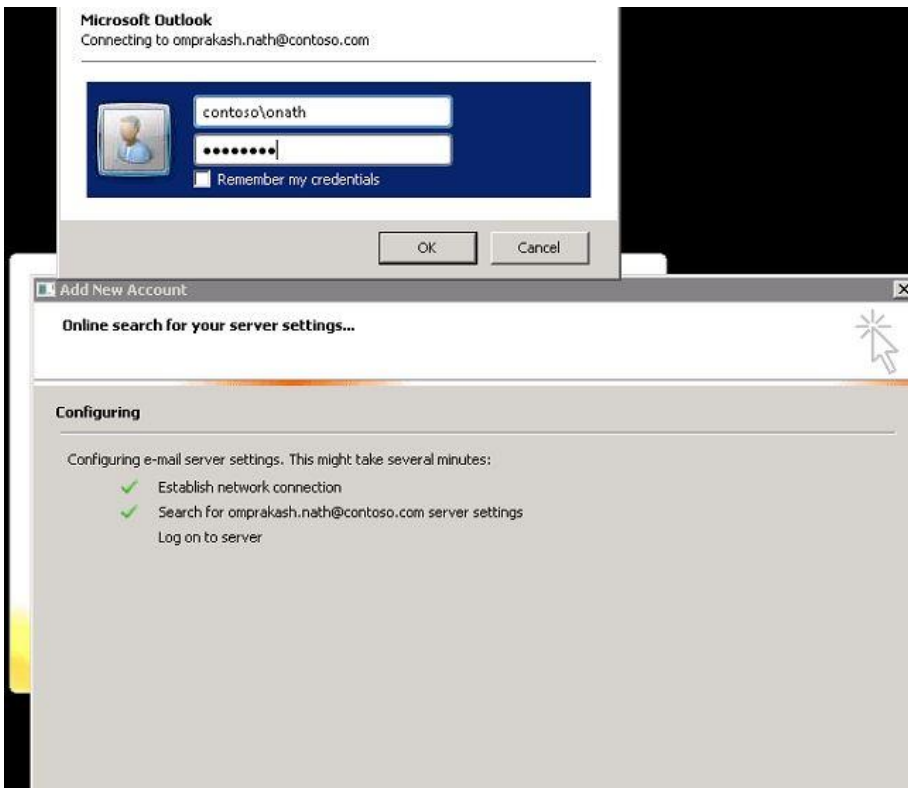 Microsoft Outlook
Connecting to omprakash.nath@contoso.com
contoso\onath
••••••••
Remember my credentials
OK
Cancel
Add New Account
Online search for your server settings...
Configuring
Configuring e-mail server settings. This might take several minutes:
Establish network connection
Search for omprakash.nath@contoso.com server settings
Log on to server